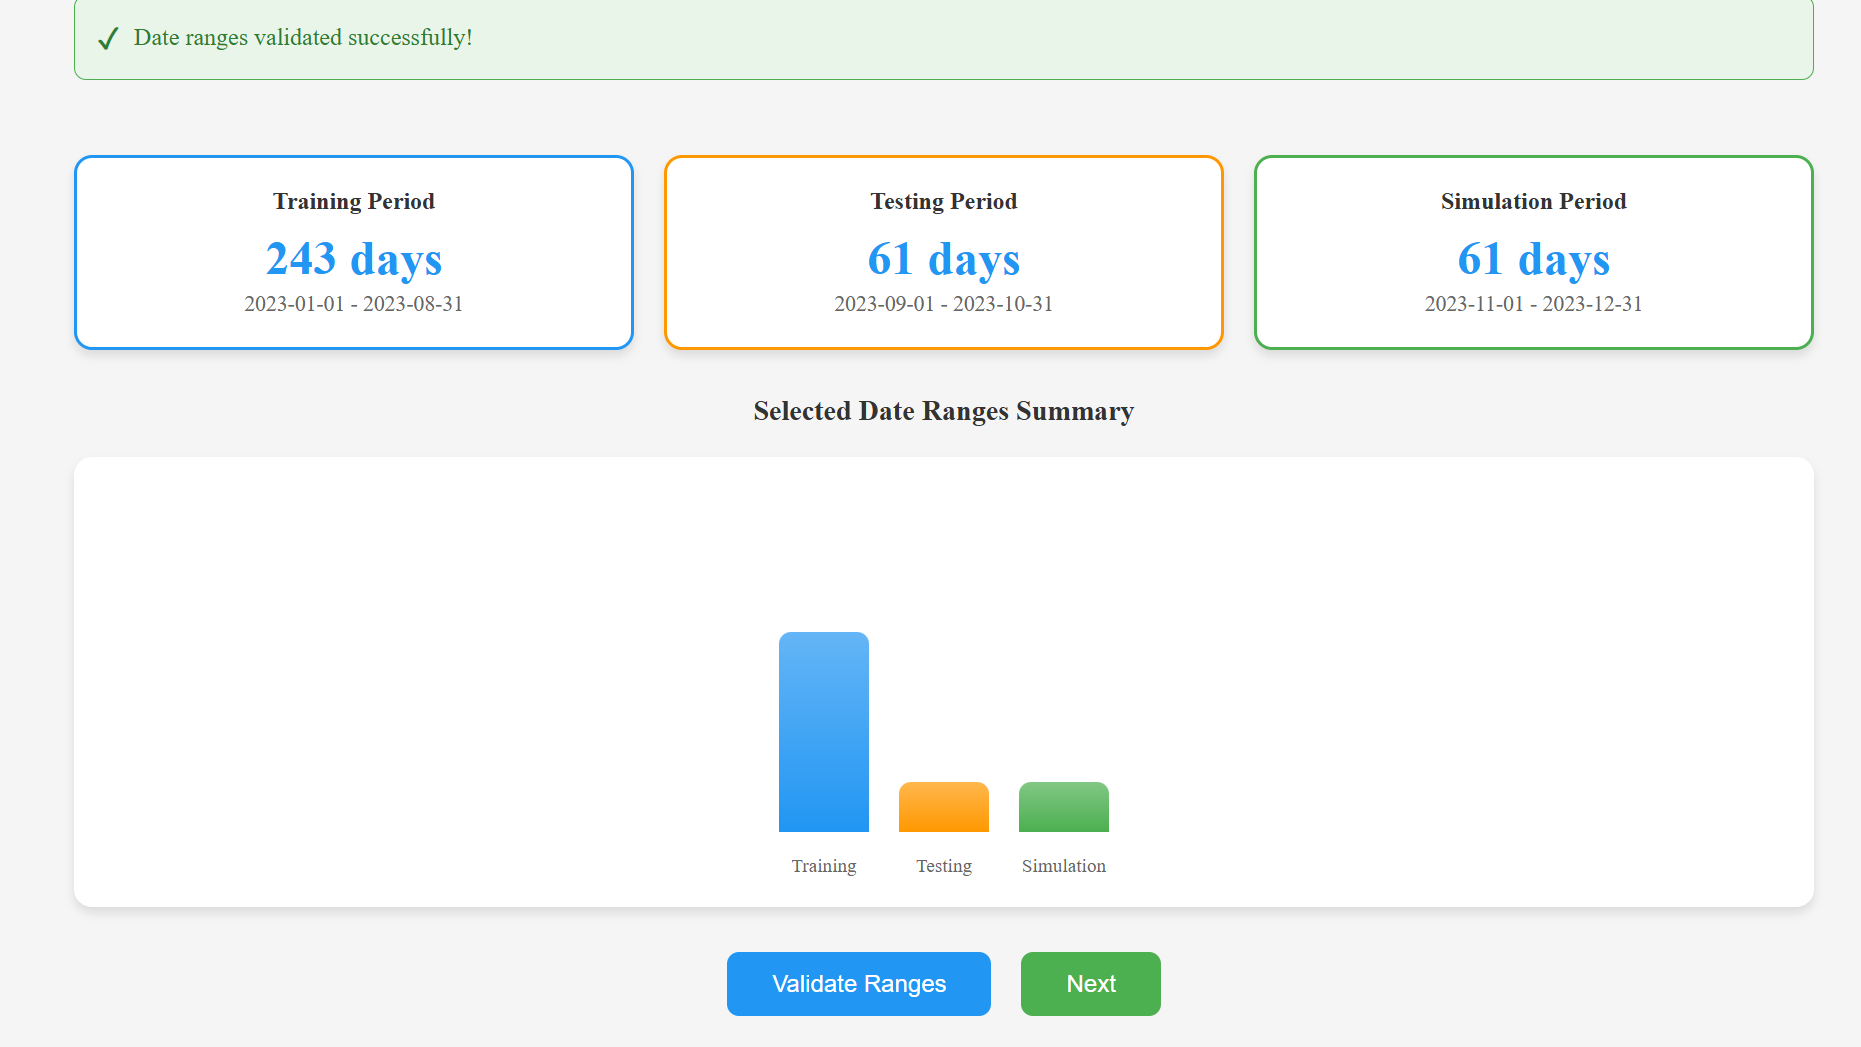 ✓ Date ranges validated successfully!
Training Period
243 days
2023-01-01 - 2023-08-31
Testing Period
61 days
2023-09-01 - 2023-10-31
Simulation Period
61 days
2023-11-01 - 2023-12-31
Selected Date Ranges Summary
Training
Testing
Simulation
Validate Ranges
Next